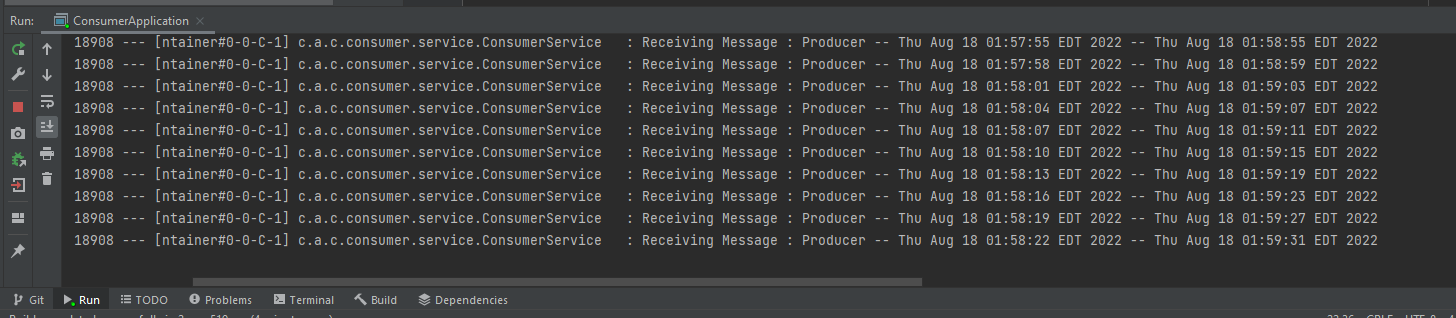 Run: ConsumerApplication
18908 --- [ntainer#0-0-C-1] c.a.c.consumer.service.ConsumerService : Receiving Message : Producer -- Thu Aug 18 01:57:55 EDT 2022 -- Thu Aug 18 01:58:55 EDT 2022
18908 --- [ntainer#0-0-C-1] c.a.c.consumer.service.ConsumerService : Receiving Message : Producer -- Thu Aug 18 01:57:58 EDT 2022 -- Thu Aug 18 01:58:59 EDT 2022
18908 --- [ntainer#0-0-C-1] c.a.c.consumer.service.ConsumerService : Receiving Message : Producer -- Thu Aug 18 01:58:01 EDT 2022 -- Thu Aug 18 01:59:03 EDT 2022
18908 --- [ntainer#0-0-C-1] c.a.c.consumer.service.ConsumerService : Receiving Message : Producer -- Thu Aug 18 01:58:04 EDT 2022 -- Thu Aug 18 01:59:07 EDT 2022
18908 --- [ntainer#0-0-C-1] c.a.c.consumer.service.ConsumerService : Receiving Message : Producer -- Thu Aug 18 01:58:07 EDT 2022 -- Thu Aug 18 01:59:11 EDT 2022
18908 --- [ntainer#0-0-C-1] c.a.c.consumer.service.ConsumerService : Receiving Message : Producer -- Thu Aug 18 01:58:10 EDT 2022 -- Thu Aug 18 01:59:15 EDT 2022
18908 --- [ntainer#0-0-C-1] c.a.c.consumer.service.ConsumerService : Receiving Message : Producer -- Thu Aug 18 01:58:13 EDT 2022 -- Thu Aug 18 01:59:19 EDT 2022
18908 --- [ntainer#0-0-C-1] c.a.c.consumer.service.ConsumerService : Receiving Message : Producer -- Thu Aug 18 01:58:16 EDT 2022 -- Thu Aug 18 01:59:23 EDT 2022
18908 --- [ntainer#0-0-C-1] c.a.c.consumer.service.ConsumerService : Receiving Message : Producer -- Thu Aug 18 01:58:19 EDT 2022 -- Thu Aug 18 01:59:27 EDT 2022
18908 --- [ntainer#0-0-C-1] c.a.c.consumer.service.ConsumerService : Receiving Message : Producer -- Thu Aug 18 01:58:22 EDT 2022 -- Thu Aug 18 01:59:31 EDT 2022
Git Run TODO Problems Terminal Build Dependencies